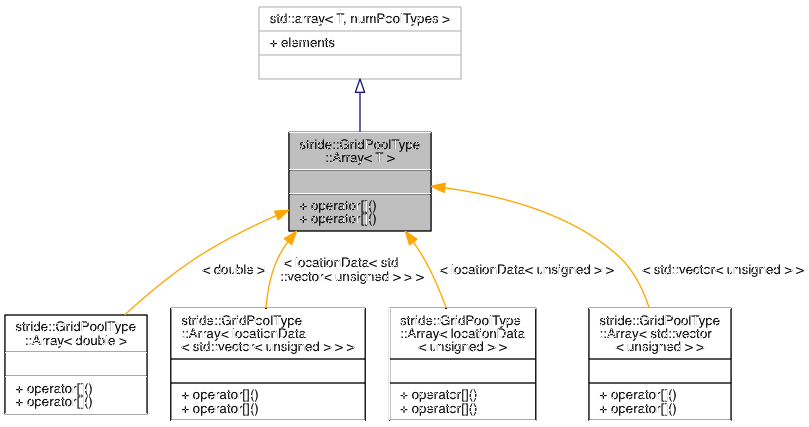 std::array< T, numPoolTypes >
+ elements
stride::GridPoolType
::Array< T >
+ operator[]()
+ operator[]()
< double >
< locationData< std
::vector< unsigned > > >
< locationData< unsigned > >
< std::vector< unsigned > >
stride::GridPoolType
::Array< double >
+ operator[]()
+ operator[]()
stride::GridPoolType
::Array< locationData
< std::vector< unsigned > > >
+ operator[]()
+ operator[]()
stride::GridPoolType
::Array< locationData
< unsigned > >
+ operator[]()
+ operator[]()
stride::GridPoolType
::Array< std::vector
< unsigned > >
+ operator[]()
+ operator[]()